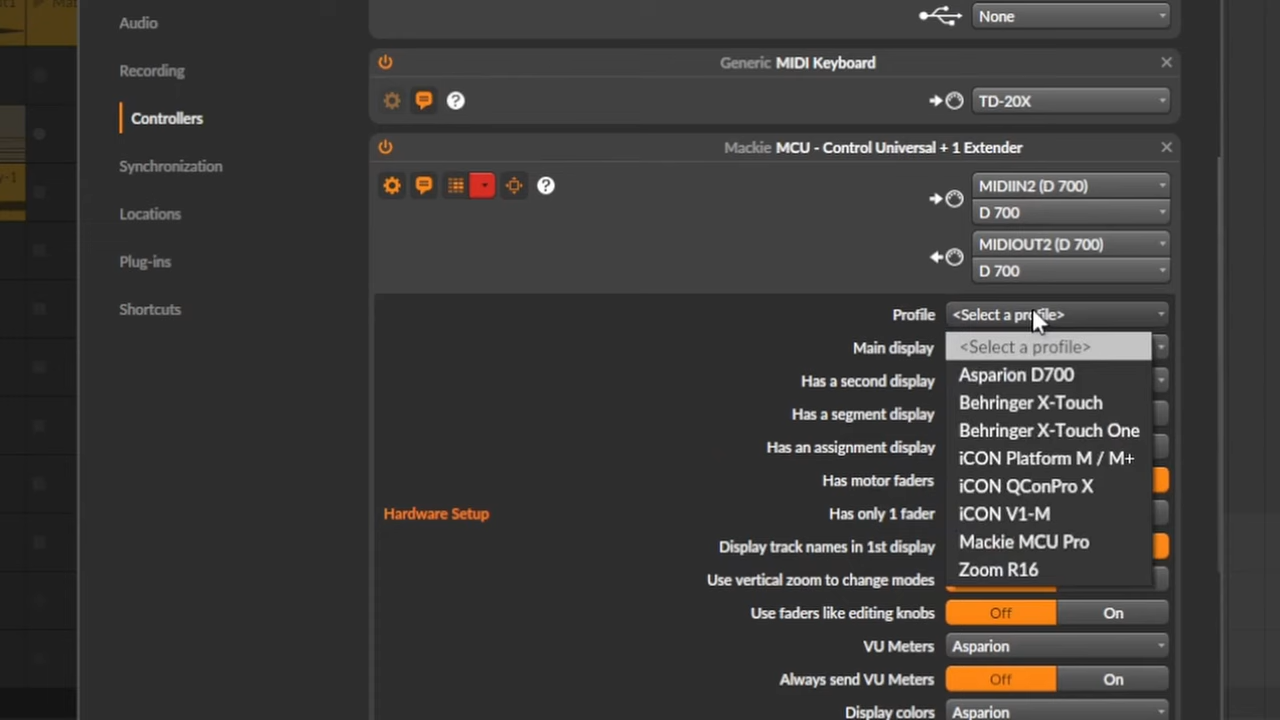 Audio
Recording
Controllers
Synchronization
Locations
Plug-ins
Shortcuts
None
Generic MIDI Keyboard
TD-20X
Mackie MCU - Control Universal + 1 Extender
MIDIIN2 (D 700)
D 700
MIDIOUT2 (D 700)
D 700
Hardware Setup
Profile <Select a profile>
Main display <Select a profile>
Asparion D700
Has a second display
Behringer X-Touch
Has a segment display
Behringer X-Touch One
Has an assignment display
iCON Platform M / M+
Has motor faders
iCON QConPro X
Has only 1 fader
iCON V1-M
Display track names in 1st display
Mackie MCU Pro
Use vertical zoom to change modes
Zoom R16
Use faders like editing knobs Off On
VU Meters Asparion
Always send VU Meters Off On
Display colors Asparion